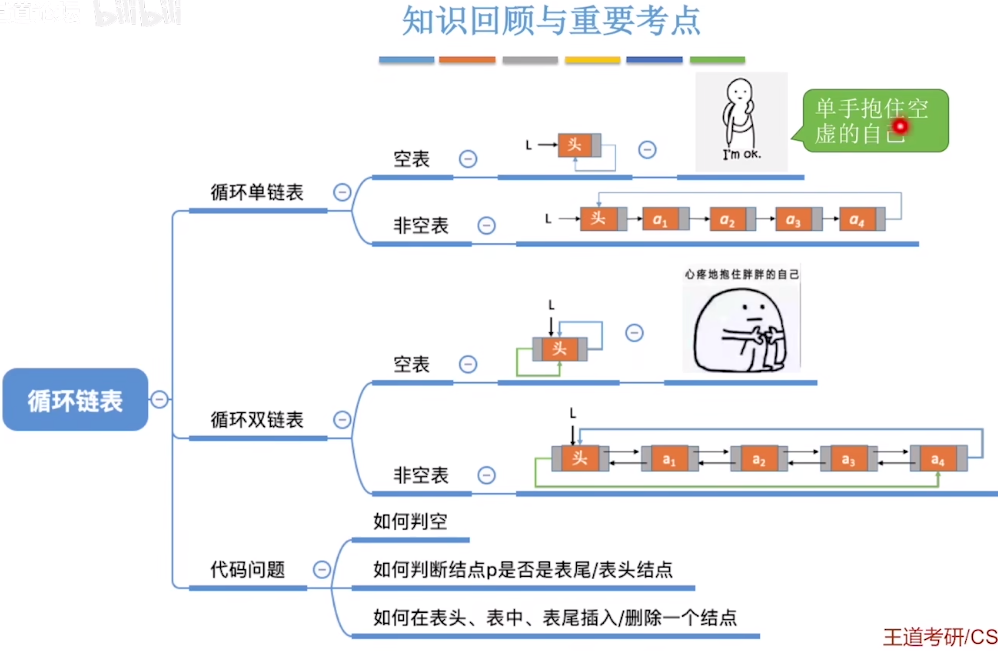 bilibili
知识回顾与重要考点
单手抱住空
虚的自己
I'm ok.
空表
L
头
循环单链表
非空表
L
头 a1 a2 a3 a4
心疼地抱住胖胖的自己
L
空表
头
循环链表
循环双链表
L
非空表
头 a1 a2 a3 a4
如何判空
代码问题
如何判断结点p是否是表尾/表头结点
如何在表头、表中、表尾插入/删除一个结点
王道考研/CS